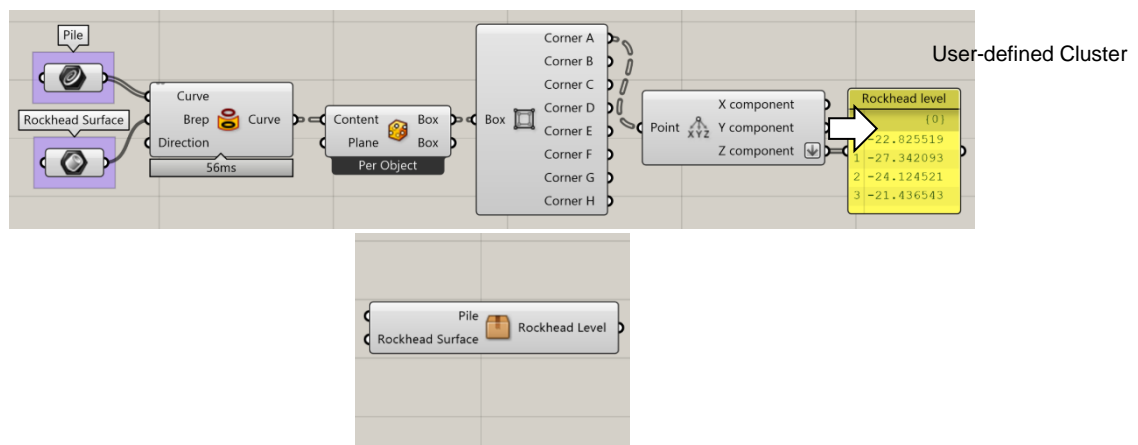 Pile
Rockhead Surface
Curve
Brep
Direction
Curve
56ms
Content
Plane
Box
Box
Per Object
Box
Corner A
Corner B
Corner C
Corner D
Corner E
Corner F
Corner G
Corner H
Point
XYZ
X component
Y component
Z component
User-defined Cluster
Rockhead level
{0}
-22.825519
1 -27.342093
2 -24.124521
3 -21.436543
Pile
Rockhead Surface
Rockhead Level